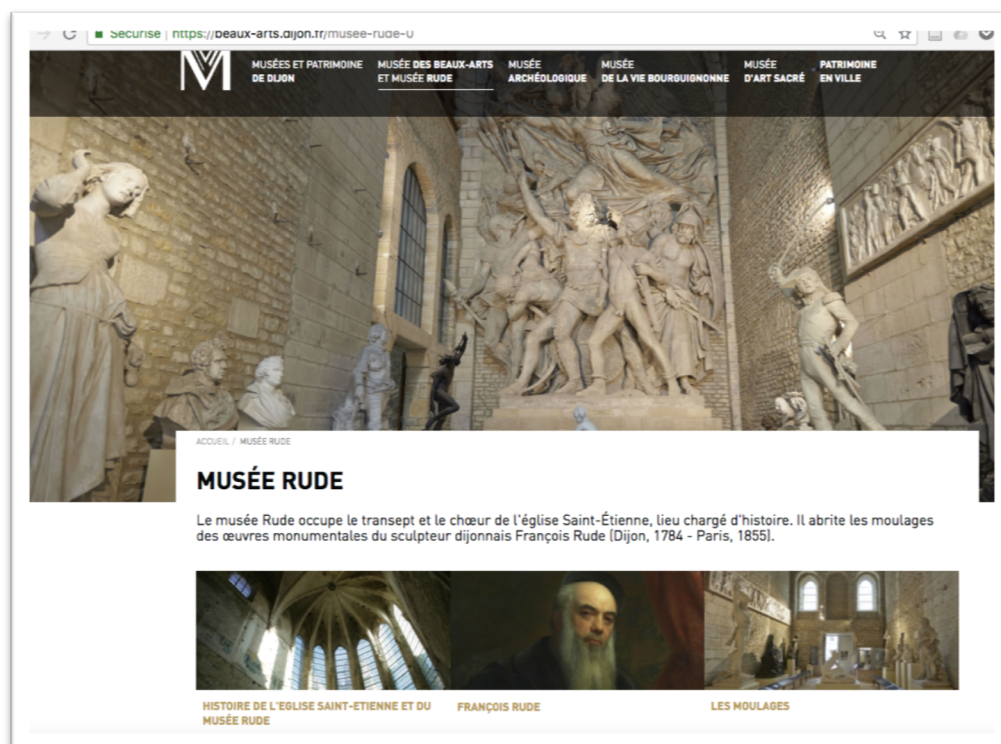 Sécurisé | https://beaux-arts.dijon.fr/musee-rude-0
MUSÉES ET PATRIMOINE
DE DIJON
MUSÉE DES BEAUX-ARTS
ET MUSÉE RUDE
MUSÉE
ARCHÉOLOGIQUE
MUSÉE
DE LA VIE BOURGUIGNONNE
MUSÉE
D'ART SACRÉ
PATRIMOINE
EN VILLE
ACCUEIL / MUSÉE RUDE
MUSÉE RUDE
Le musée Rude occupe le transept et le chœur de l'église Saint-Étienne, lieu chargé d'histoire. Il abrite les moulages
des œuvres monumentales du sculpteur dijonnais François Rude (Dijon, 1784 - Paris, 1855).
HISTOIRE DE L'EGLISE SAINT-ETIENNE ET DU
MUSÉE RUDE
FRANÇOIS RUDE
LES MOULAGES